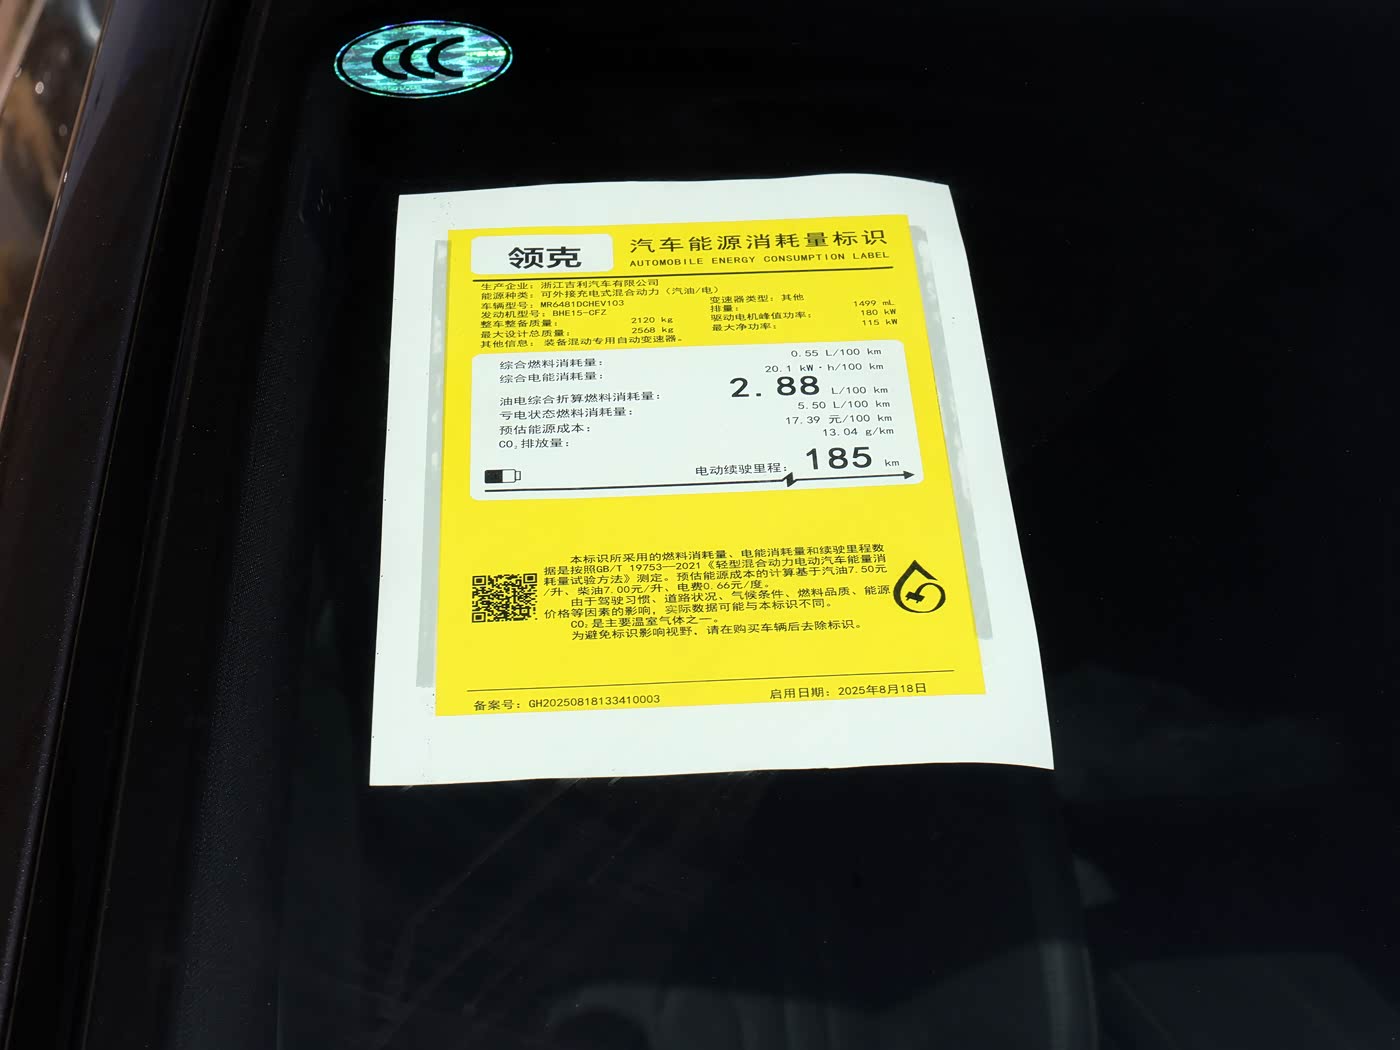 CCC
领克
汽车能源消耗量标识
AUTOMOBILE ENERGY CONSUMPTION LABEL
生产企业：浙江吉利汽车有限公司
能源种类：可外接充电式混合动力（汽油/电）
车辆型号：MR6481DCHEV103 变速器类型：其他
发动机型号：BHE15-CFZ 排量： 1499 mL
整车整备质量： 2120 kg 驱动电机峰值功率： 180 kW
最大设计总质量： 2568 kg 最大净功率： 115 kW
其他信息：装备混动专用自动变速器。
综合燃料消耗量： 0.55 L/100 km
综合电能消耗量： 20.1 kW·h/100 km
油电综合折算燃料消耗量： 2.88 L/100 km
亏电状态燃料消耗量： 5.50 L/100 km
预估能源成本： 17.39 元/100 km
CO₂排放量： 13.04 g/km
电动续驶里程： 185 km
本标识所采用的燃料消耗量、电能消耗量和续驶里程数
据是按照GB/T 19753—2021《轻型混合动力电动汽车能量消
耗量试验方法》测定。预估能源成本的计算基于汽油7.50元
/升、柴油7.00元/升、电费0.66元/度。
由于驾驶习惯、道路状况、气候条件、燃料品质、能源
价格等因素的影响，实际数据可能与本标识不同。
CO₂是主要温室气体之一。
为避免标识影响视野，请在购买车辆后去除标识。
备案号：GH20250818133410003 启用日期：2025年8月18日